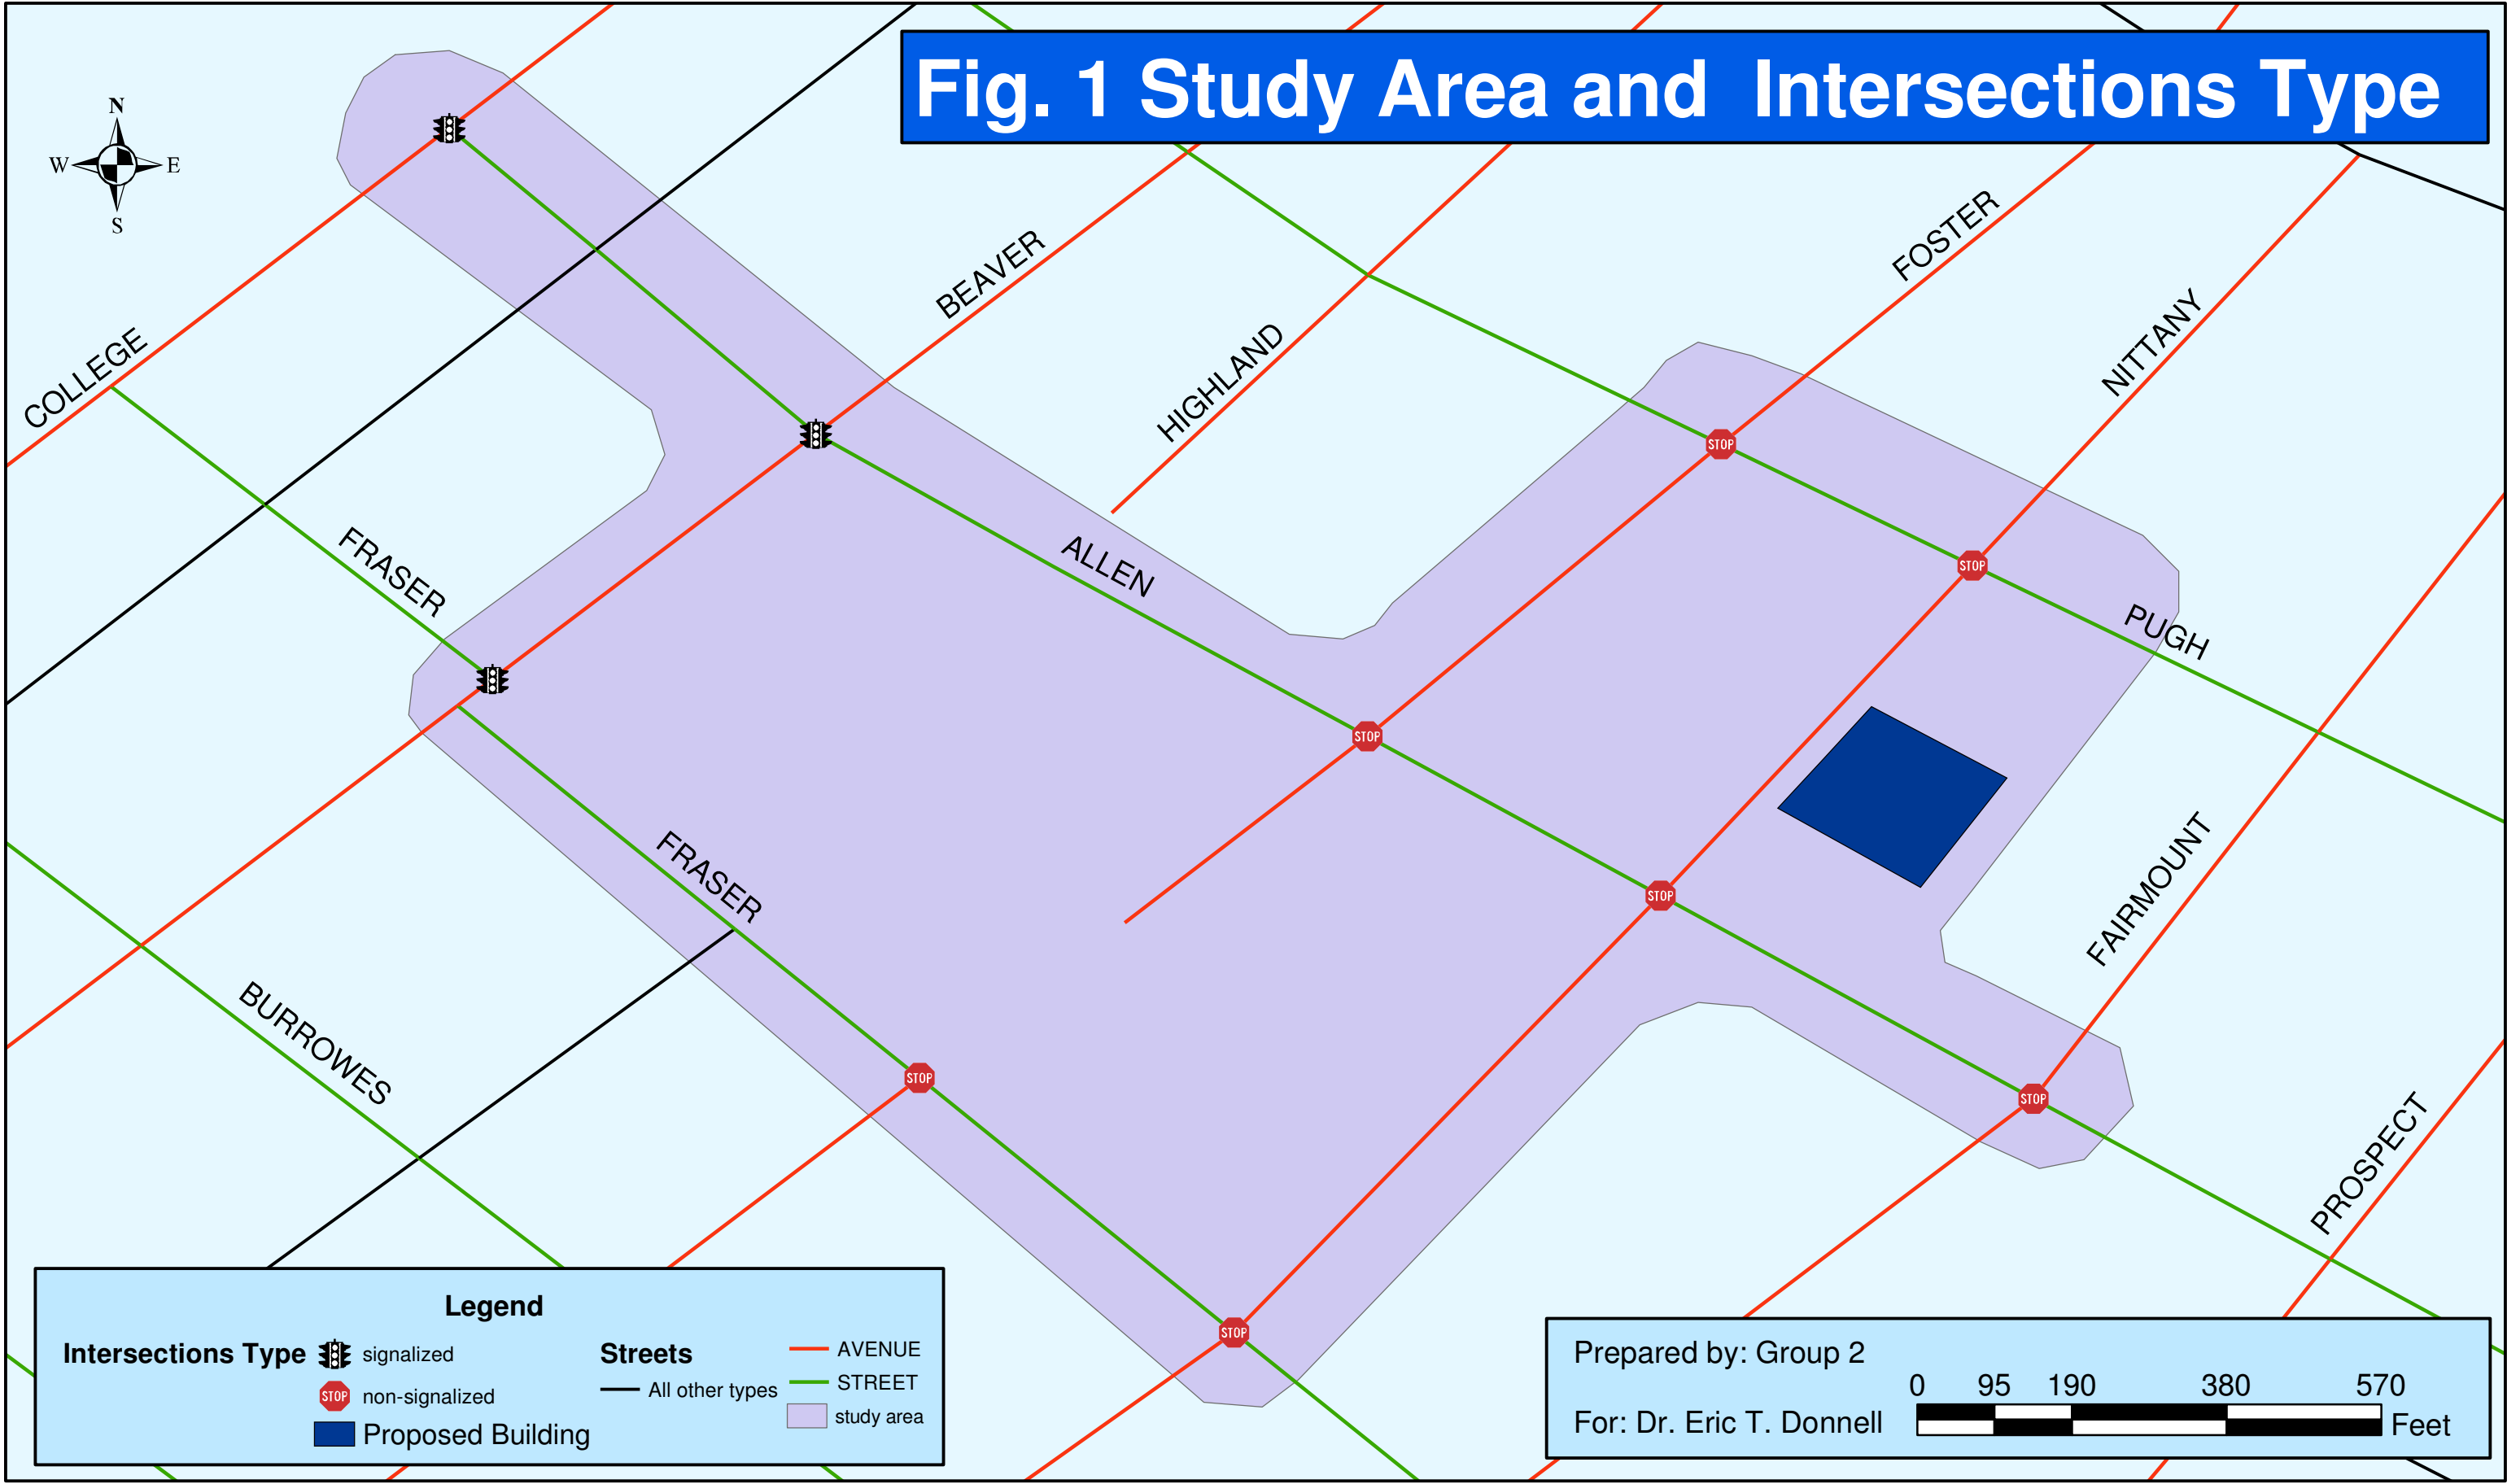 Fig. 1 Study Area and  Intersections Type
N
W
E
S
COLLEGE
BEAVER
HIGHLAND
FOSTER
NITTANY
FRASER
ALLEN
STOP
STOP
PUGH
STOP
FRASER
STOP
FAIRMOUNT
BURROWES
STOP
STOP
PROSPECT
STOP
Legend
Intersections Type
signalized
STOP
non-signalized
Proposed Building
Streets
All other types
AVENUE
STREET
study area
Prepared by: Group 2
For: Dr. Eric T. Donnell
0 95 190 380 570
Feet